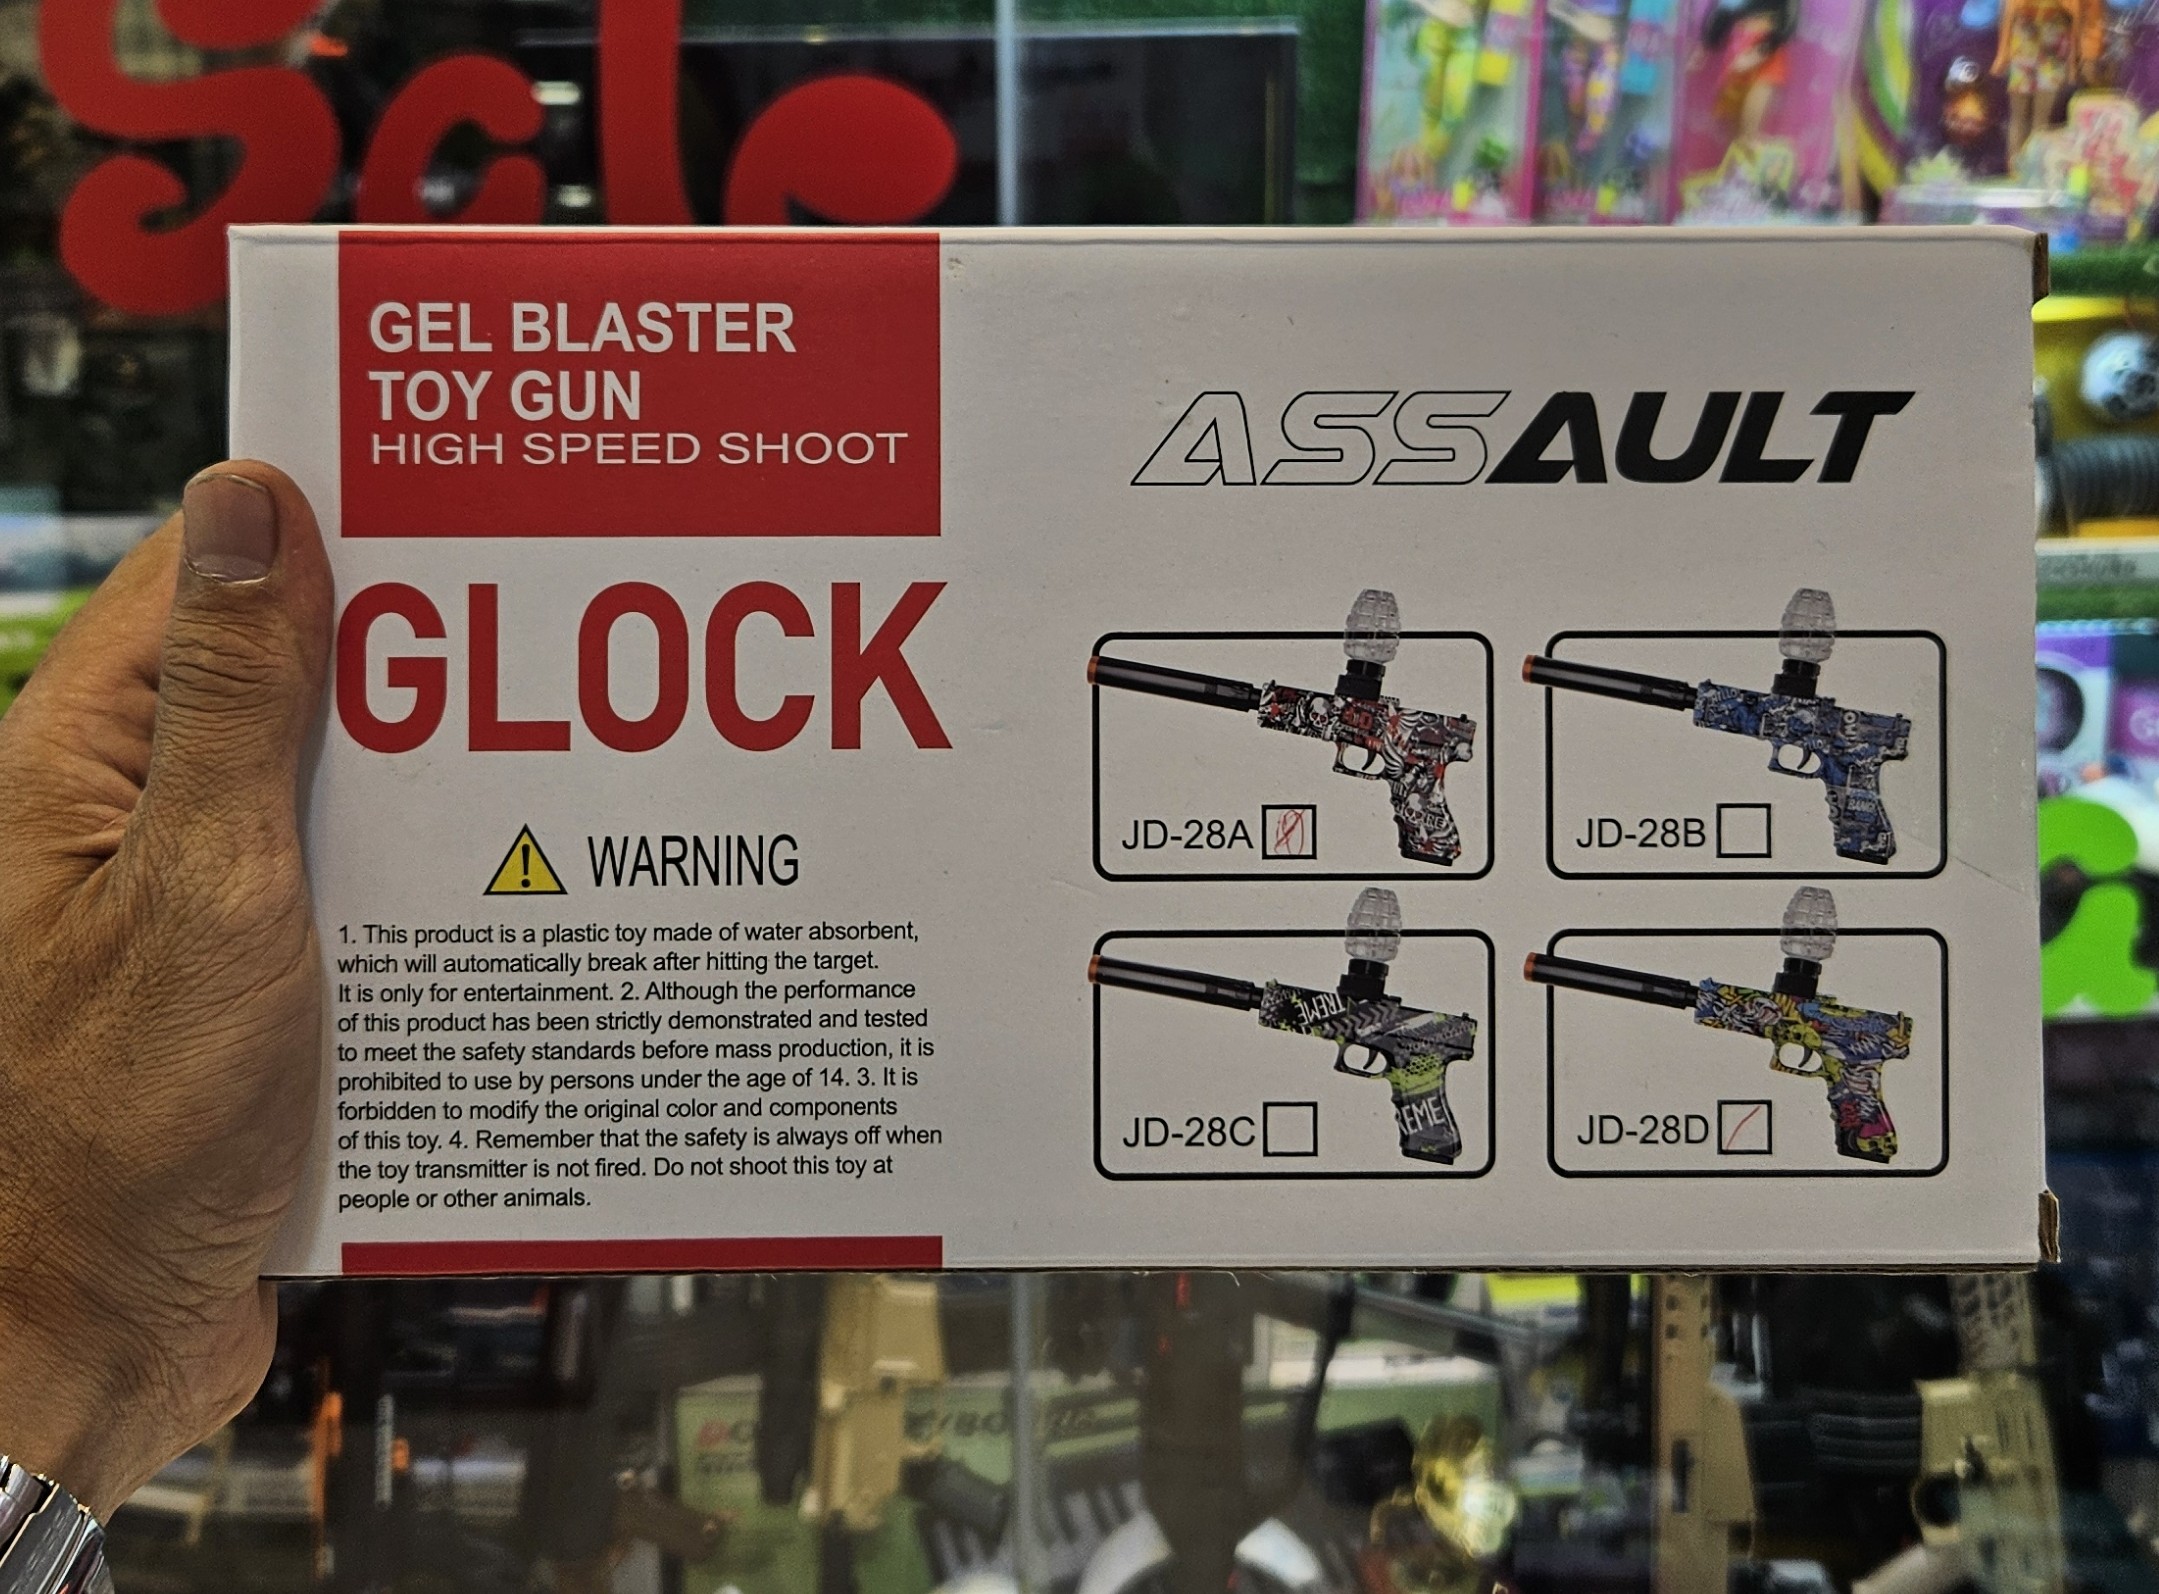 Sale
GEL BLASTER
TOY GUN
HIGH SPEED SHOOT
GLOCK
WARNING
1. This product is a plastic toy made of water absorbent,
which will automatically break after hitting the target.
It is only for entertainment. 2. Although the performance
of this product has been strictly demonstrated and tested
to meet the safety standards before mass production, it is
prohibited to use by persons under the age of 14. 3. It is
forbidden to modify the original color and components
of this toy. 4. Remember that the safety is always off when
the toy transmitter is not fired. Do not shoot this toy at
people or other animals.
ASSAULT
JD-28A
JD-28B
JD-28C
JD-28D